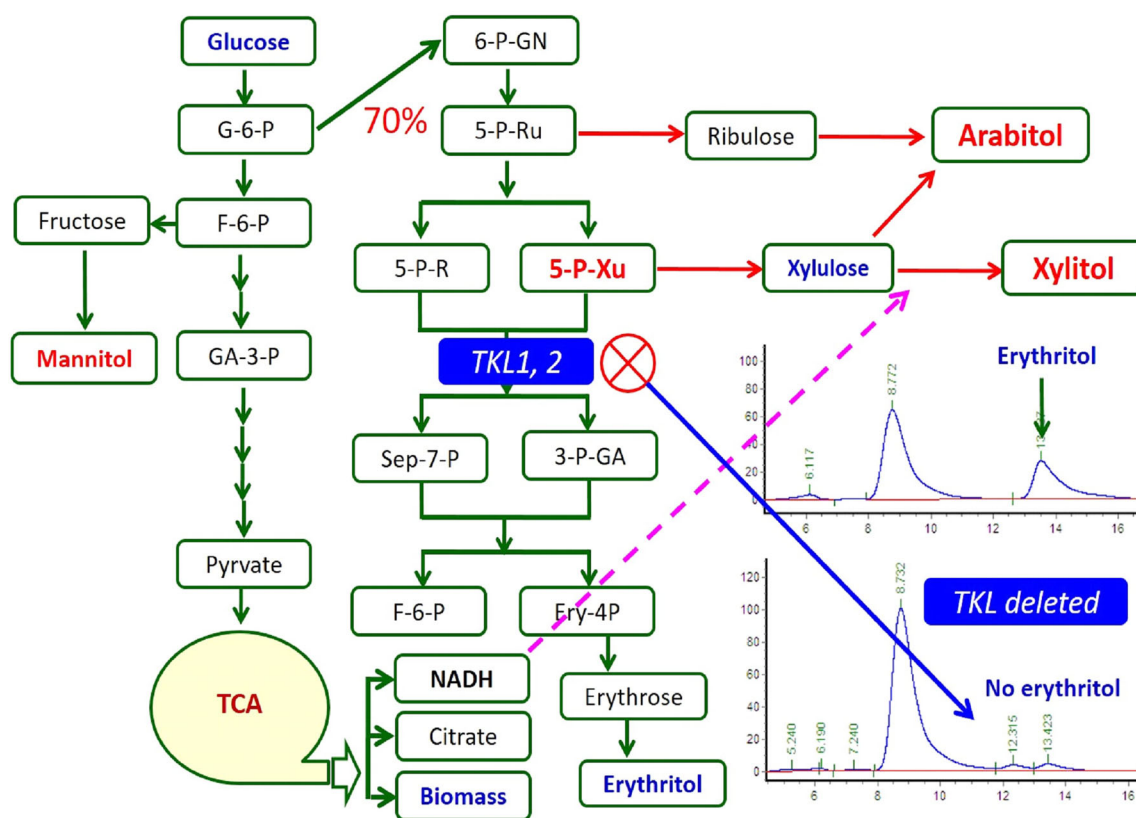 Glucose
6-P-GN
70%
G-6-P
5-P-Ru
Ribulose
Arabitol
Fructose
F-6-P
5-P-R
5-P-Xu
Xylulose
Xylitol
Mannitol
GA-3-P
TKL1, 2
Sep-7-P
3-P-GA
Pyrvate
F-6-P
Ery-4P
TCA
NADH
Citrate
Biomass
Erythrose
Erythritol
Erythritol
100
80
60
40
20
0
6.117
8.772
6
8
10
12
14
16
TKL deleted
No erythritol
120
100
80
60
40
20
0
5.240
6.190
7.240
8.732
12.315
13.423
6
8
10
12
14
16